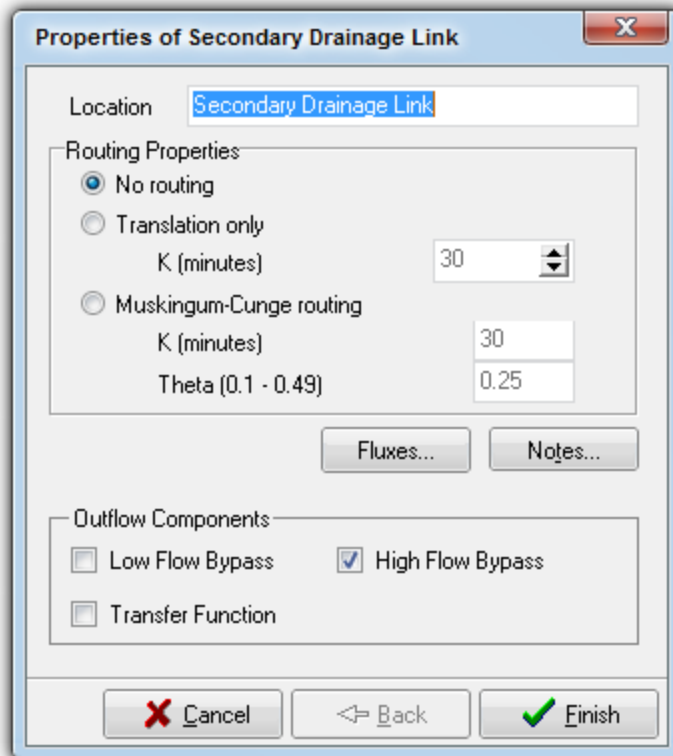 Properties of Secondary Drainage Link
Location Secondary Drainage Link
Routing Properties
No routing
Translation only
K (minutes) 30
Muskingum-Cunge routing
K (minutes) 30
Theta (0.1 - 0.49) 0.25
Fluxes... Notes...
Outflow Components
Low Flow Bypass High Flow Bypass
Transfer Function
Cancel Back Finish